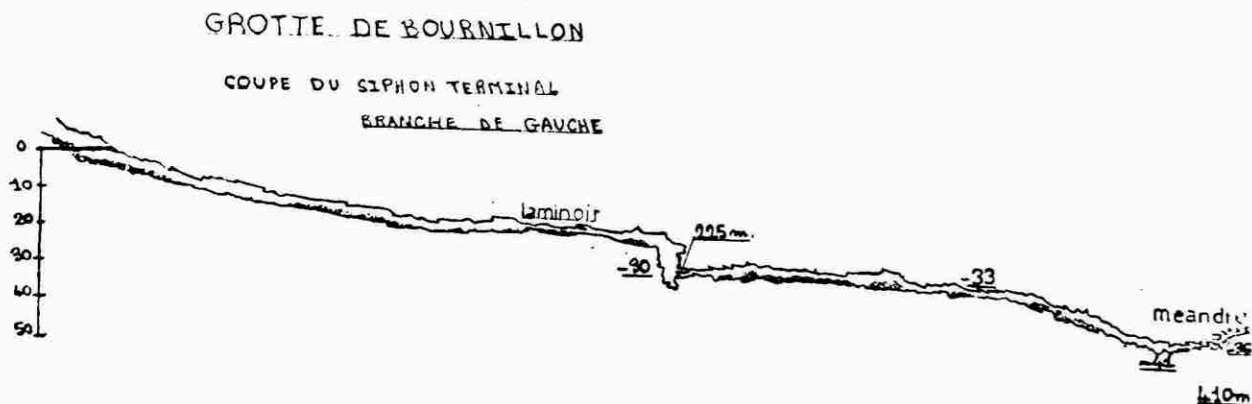 GROTTE DE BOURNILLON
COUPE DU SIPHON TERMINAL
BRANCHE DE GAUCHE
0
10
20
30
40
50
laminoir
225m.
-30
-33
meandre
410m